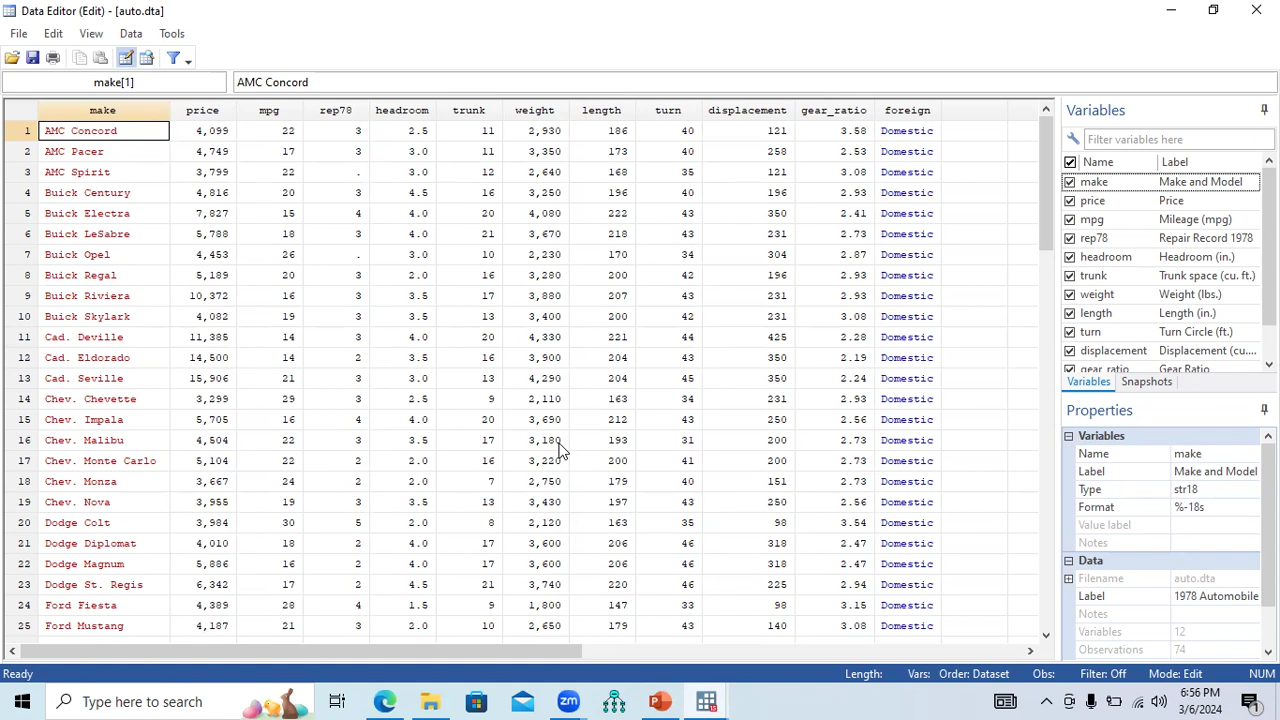 Data Editor (Edit) - [auto.dta]
File Edit View Data Tools
make[1] AMC Concord
make price mpg rep78 headroom trunk weight length turn displacement gear_ratio foreign
1 AMC Concord 4,099 22 3 2.5 11 2,930 186 40 121 3.58 Domestic
2 AMC Pacer 4,749 17 3 3.0 11 3,350 173 40 258 2.53 Domestic
3 AMC Spirit 3,799 22 . 3.0 12 2,640 168 35 121 3.08 Domestic
4 Buick Century 4,816 20 3 4.5 16 3,250 196 40 196 2.93 Domestic
5 Buick Electra 7,827 15 4 4.0 20 4,080 222 43 350 2.41 Domestic
6 Buick LeSabre 5,788 18 3 4.0 21 3,670 218 43 231 2.73 Domestic
7 Buick Opel 4,453 26 . 3.0 10 2,230 170 34 304 2.87 Domestic
8 Buick Regal 5,189 20 3 2.0 16 3,280 200 42 196 2.93 Domestic
9 Buick Riviera 10,372 16 3 3.5 17 3,880 207 43 231 2.93 Domestic
10 Buick Skylark 4,082 19 3 3.5 13 3,400 200 42 231 3.08 Domestic
11 Cad. Deville 11,385 14 3 4.0 20 4,330 221 44 425 2.28 Domestic
12 Cad. Eldorado 14,500 14 2 3.5 16 3,900 204 43 350 2.19 Domestic
13 Cad. Seville 15,906 21 3 3.0 13 4,290 204 45 350 2.24 Domestic
14 Chev. Chevette 3,299 29 3 2.5 9 2,110 163 34 231 2.93 Domestic
15 Chev. Impala 5,705 16 4 4.0 20 3,690 212 43 250 2.56 Domestic
16 Chev. Malibu 4,504 22 3 3.5 17 3,180 193 31 200 2.73 Domestic
17 Chev. Monte Carlo 5,104 22 2 2.0 16 3,220 200 41 200 2.73 Domestic
18 Chev. Monza 3,667 24 2 2.0 7 2,750 179 40 151 2.73 Domestic
19 Chev. Nova 3,955 19 3 3.5 13 3,430 197 43 250 2.56 Domestic
20 Dodge Colt 3,984 30 5 2.0 8 2,120 163 35 98 3.54 Domestic
21 Dodge Diplomat 4,010 18 2 4.0 17 3,600 206 46 318 2.47 Domestic
22 Dodge Magnum 5,886 16 2 4.0 17 3,600 206 46 318 2.47 Domestic
23 Dodge St. Regis 6,342 17 2 4.5 21 3,740 220 46 225 2.94 Domestic
24 Ford Fiesta 4,389 28 4 1.5 9 1,800 147 33 98 3.15 Domestic
25 Ford Mustang 4,187 21 3 2.0 10 2,650 179 43 140 3.08 Domestic
Variables
Filter variables here
Name Label
make Make and Model
price Price
mpg Mileage (mpg)
rep78 Repair Record 1978
headroom Headroom (in.)
trunk Trunk space (cu. ft.)
weight Weight (lbs.)
length Length (in.)
turn Turn Circle (ft.)
displacement Displacement (cu....
gear_ratio Gear Ratio
Variables Snapshots
Properties
Variables
Name make
Label Make and Model
Type str18
Format %-18s
Value label
Notes
Data
Filename auto.dta
Label 1978 Automobile
Notes
Variables 12
Observations 74
Ready Length: Vars: Order: Dataset Obs: Filter: Off Mode: Edit NUM
Type here to search
zm
6:56 PM
3/6/2024
1